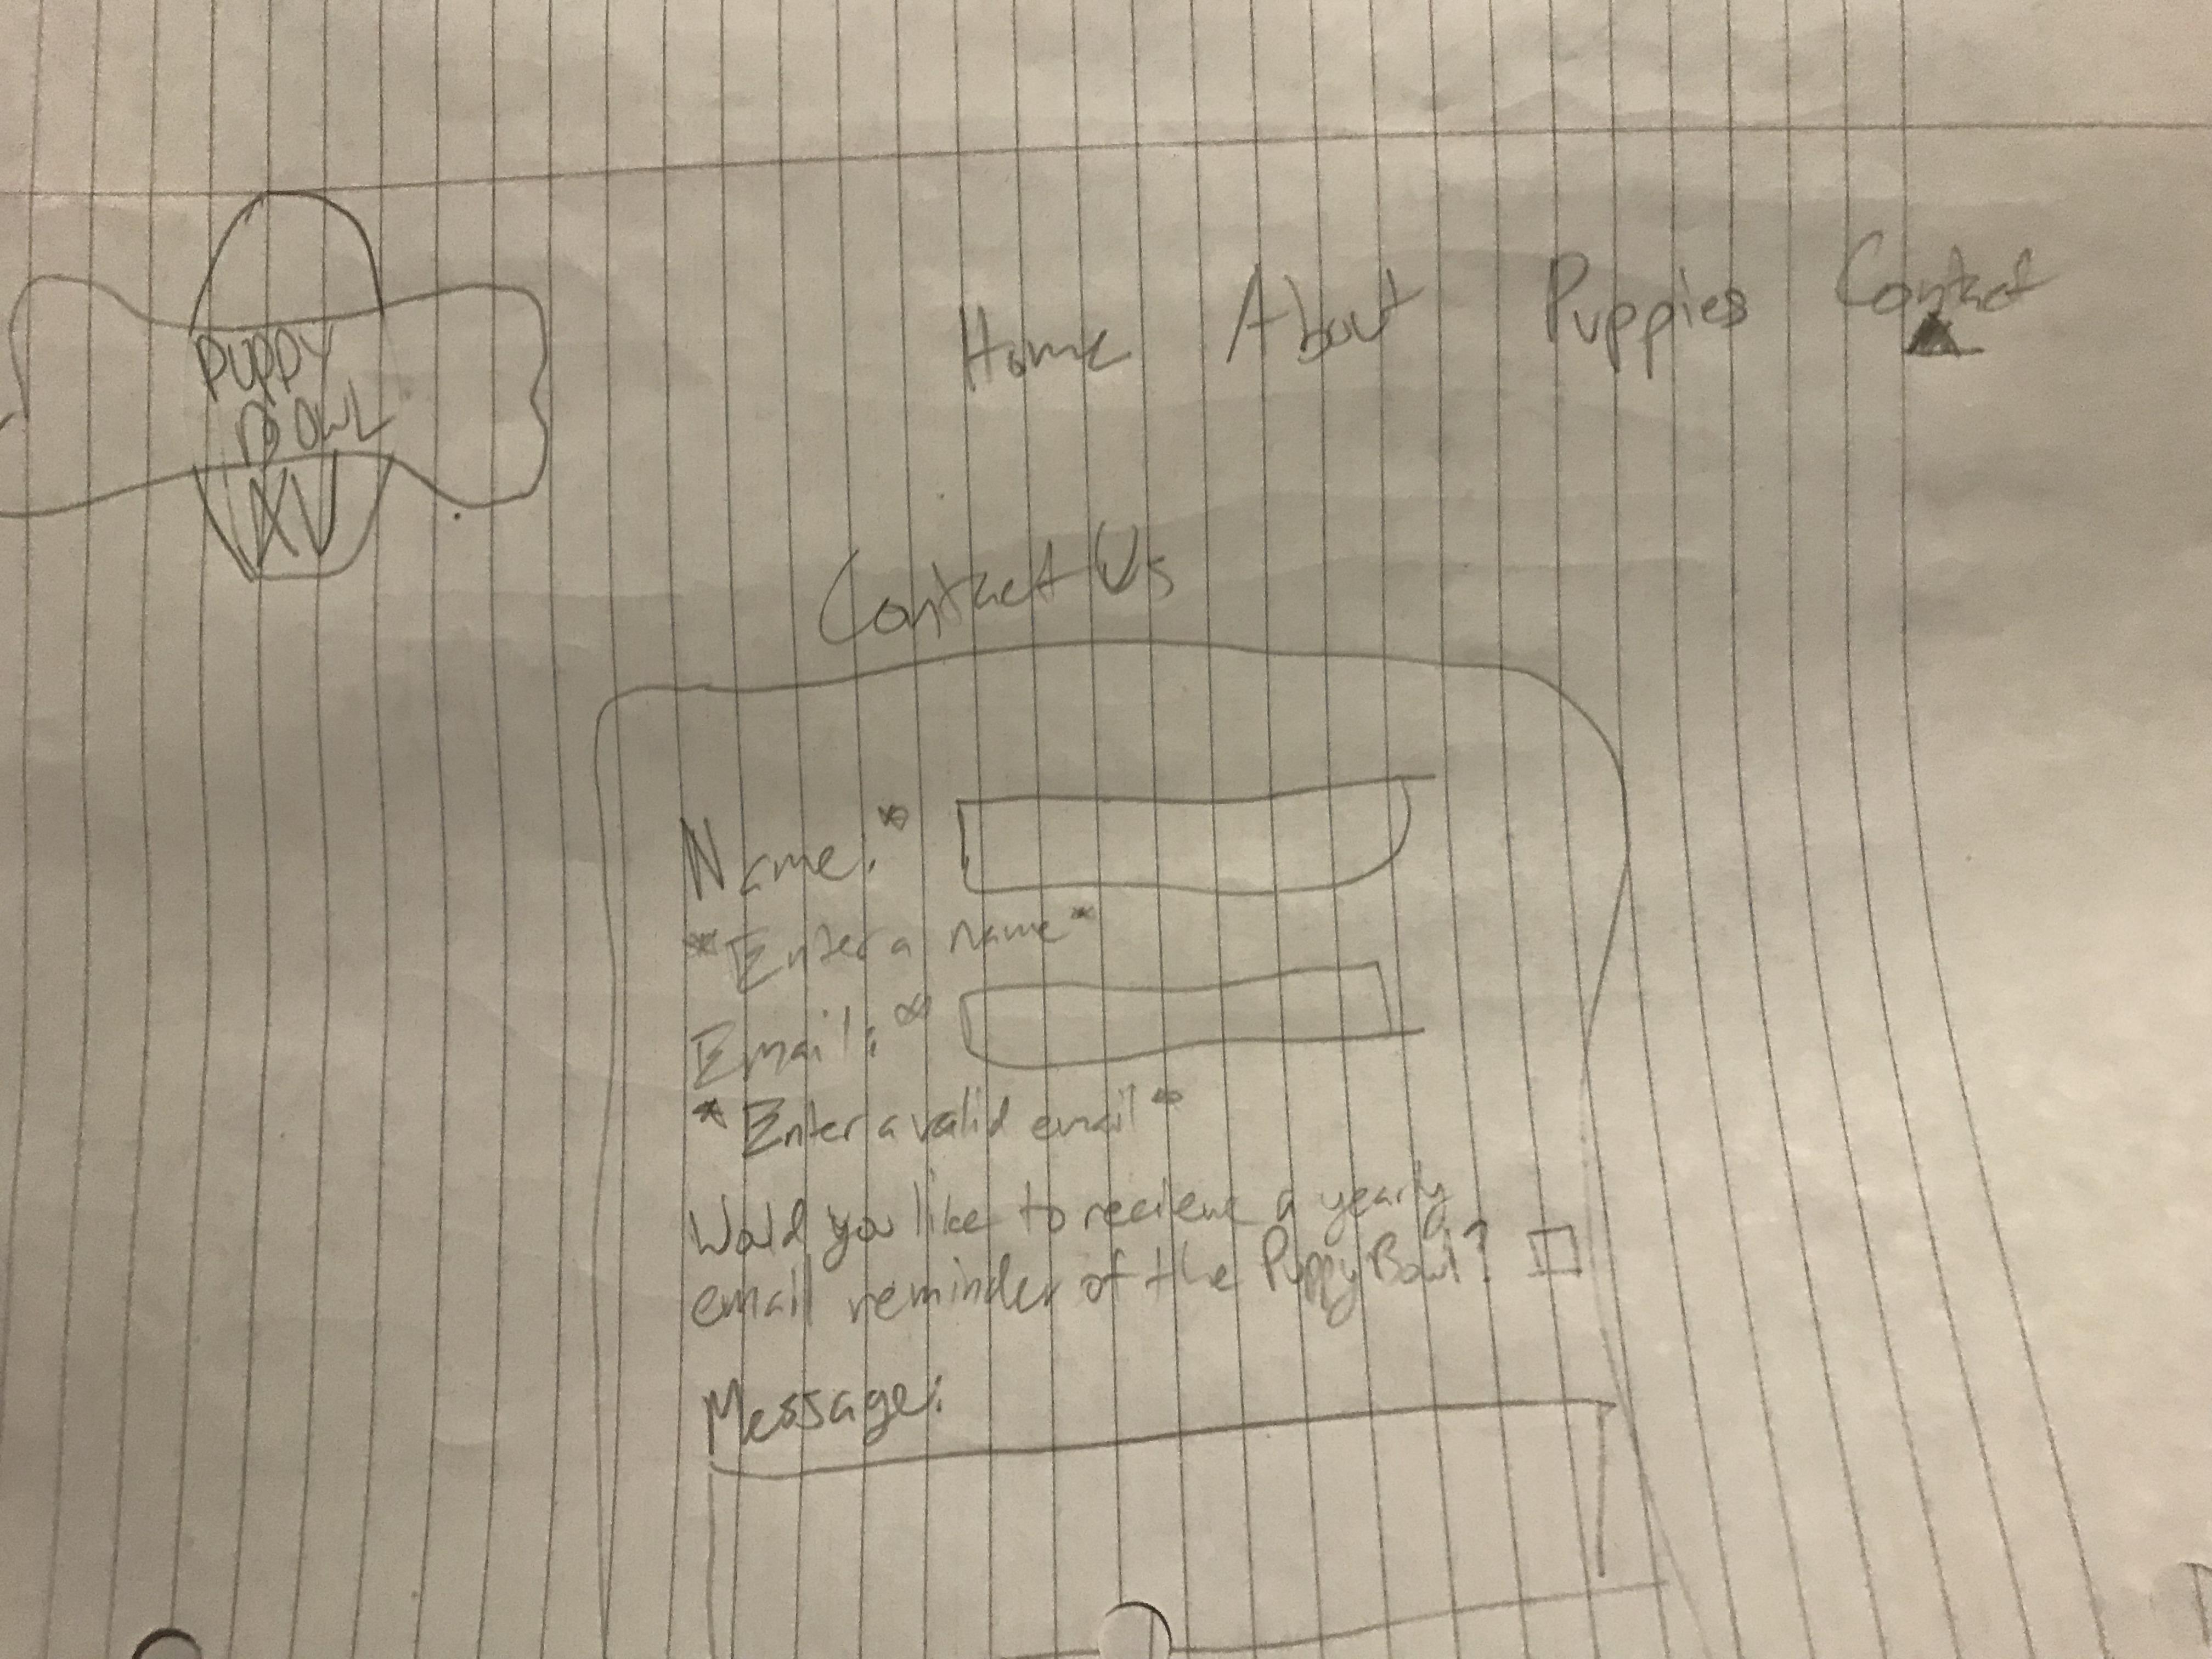 PUPPY
BOWL
XV
Home About Puppies Contact
Contact Us
Name:*
*Enter a name*
Email:*
*Enter a valid email*
Would you like to recieve a yearly
email reminder of the Puppy Bowl?
Message: